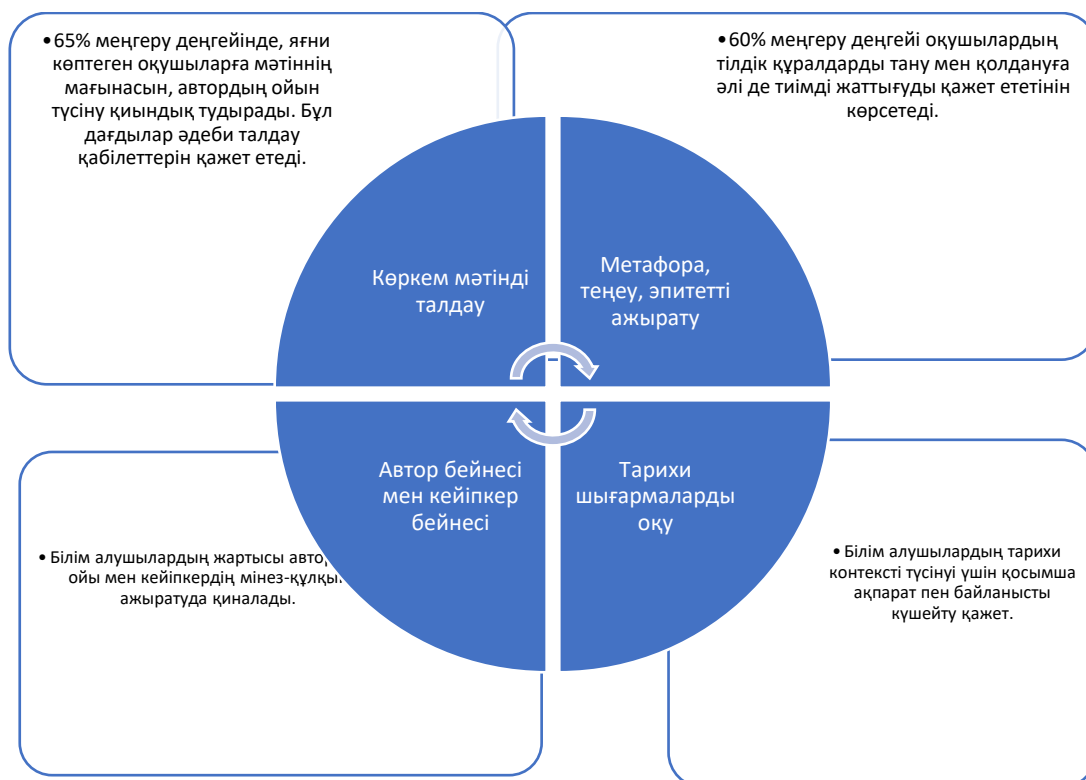 •65% меңгеру деңгейінде, яғни
көптеген оқушыларға мәтіннің
мағынасын, автордың ойын
түсіну қиындық тудырады. Бұл
дағдылар әдеби талдау
қабілеттерін қажет етеді.
•60% меңгеру деңгейі оқушылардың
тілдік құралдарды тану мен қолдануға
әлі де тиімді жаттығуды қажет ететінін
көрсетеді.
Көркем мәтінді
талдау
Метафора,
теңеу, эпитетті
ажырату
Автор бейнесі
мен кейіпкер
бейнесі
Тарихи
шығармаларды
оқу
•Білім алушылардың жартысы
ойы мен кейіпкердің
ажыратуда қиналады.
•Білім алушылардың тарихи
контексті түсінуі үшін қосымша
ақпарат пен байланысты
күшейту қажет.